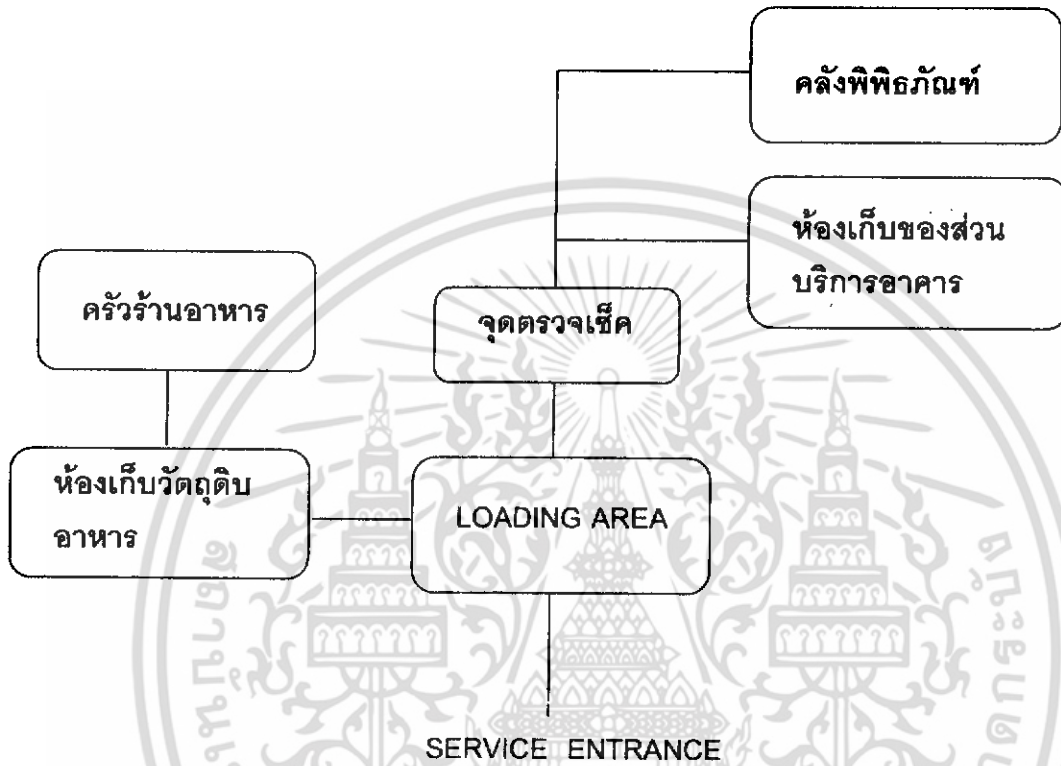 คลังพิพิธภัณฑ์
ห้องเก็บของส่วน
บริการอาคาร
ครัวร้านอาหาร
จุดตรวจเช็ค
ห้องเก็บวัตถุดิบ
อาหาร
LOADING AREA
SERVICE ENTRANCE